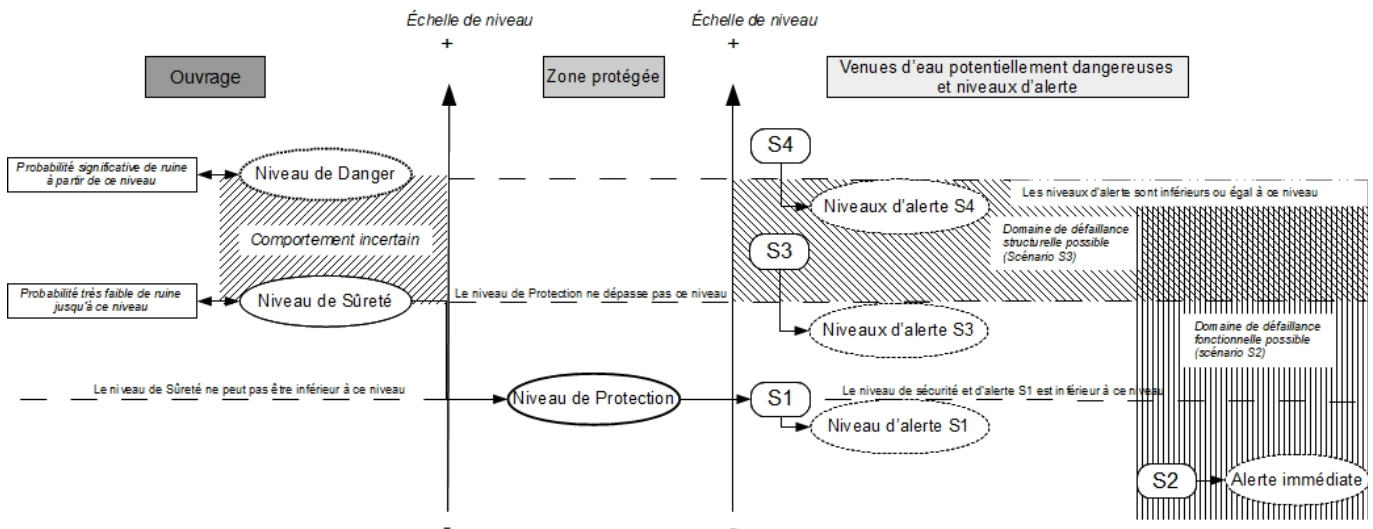 Échelle de niveau
+
Échelle de niveau
+
Ouvrage
Zone protégée
Venues d'eau potentiellement dangereuses
et niveaux d'alerte
S4
Probabilité significative de ruine
à partir de ce niveau
Niveau de Danger
Les niveaux d'alerte sont inférieurs ou égal à ce niveau
Niveaux d'alerte S4
Comportement incertain
Domaine de défaillance
structurelle possible
(Scénario S3)
S3
Probabilité très faible de ruine
jusqu'à ce niveau
Niveau de Sûreté
Le niveau de Protection ne dépasse pas ce niveau
Niveaux d'alerte S3
Domaine de défaillance
fonctionnelle possible
(scénario S2)
Le niveau de Sûreté ne peut pas être inférieur à ce niveau
Niveau de Protection
S1
Le niveau de sécurité et d'alerte S1 est inférieur à ce niveau
Niveau d'alerte S1
S2
Alerte immédiate
-
-